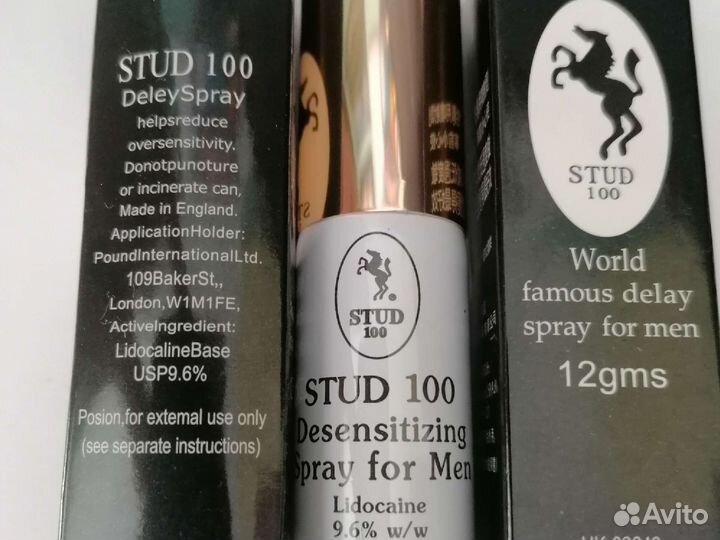 STUD 100
DeleySpray
helpsreduce
oversensitivity.
Donotpunoture
or incinerate can,
Made in England.
ApplicationHolder:
PoundInternationalLtd.
109BakerSt,,
London,W1M1FE,
ActiveIngredient:
LidocalineBase
USP9.6%
Posion,for extemal use only
(see separate instructions)
STUD
100
STUD 100
Desensitizing
Spray for Men
Lidocaine
9.6% w/w
STUD
100
World
famous delay
spray for men
12gms
Avito